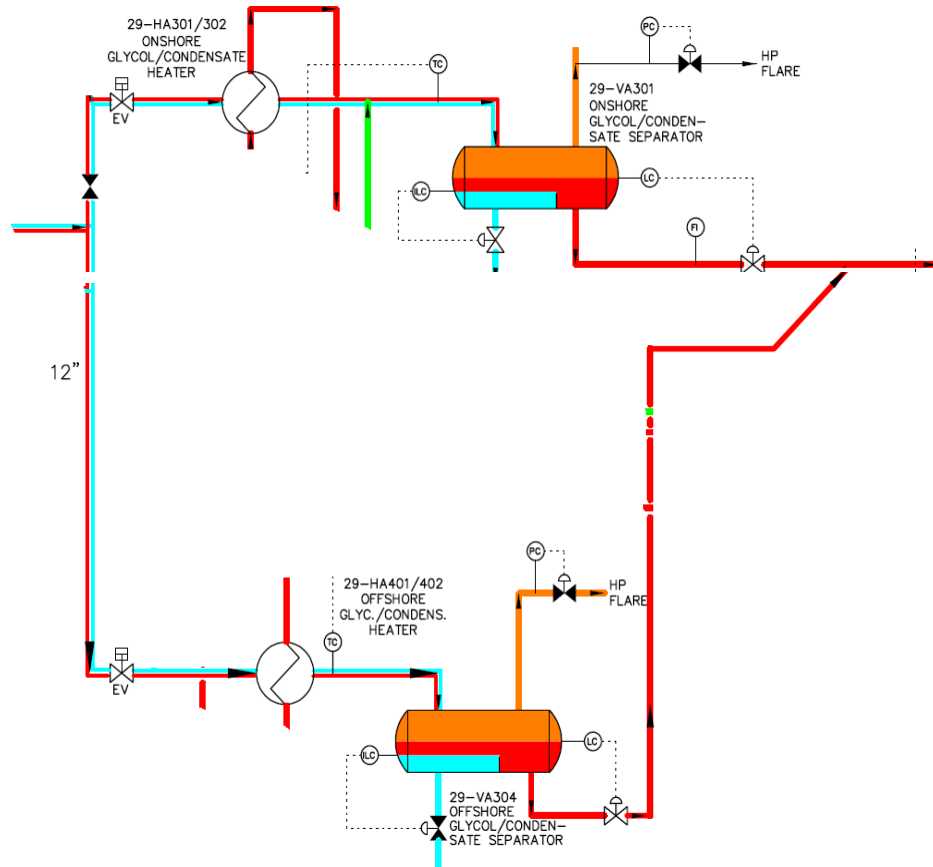 29-HA301/302
ONSHORE
GLYCOL/CONDENSATE
HEATER
EV
TC
PC
HP
FLARE
29-VA301
ONSHORE
GLYCOL/CONDEN-
SATE SEPARATOR
ILC
LC
FI
12"
29-HA401/402
OFFSHORE
GLYC./CONDENS.
HEATER
TC
EV
PC
HP
FLARE
ILC
LC
29-VA304
OFFSHORE
GLYCOL/CONDEN-
SATE SEPARATOR